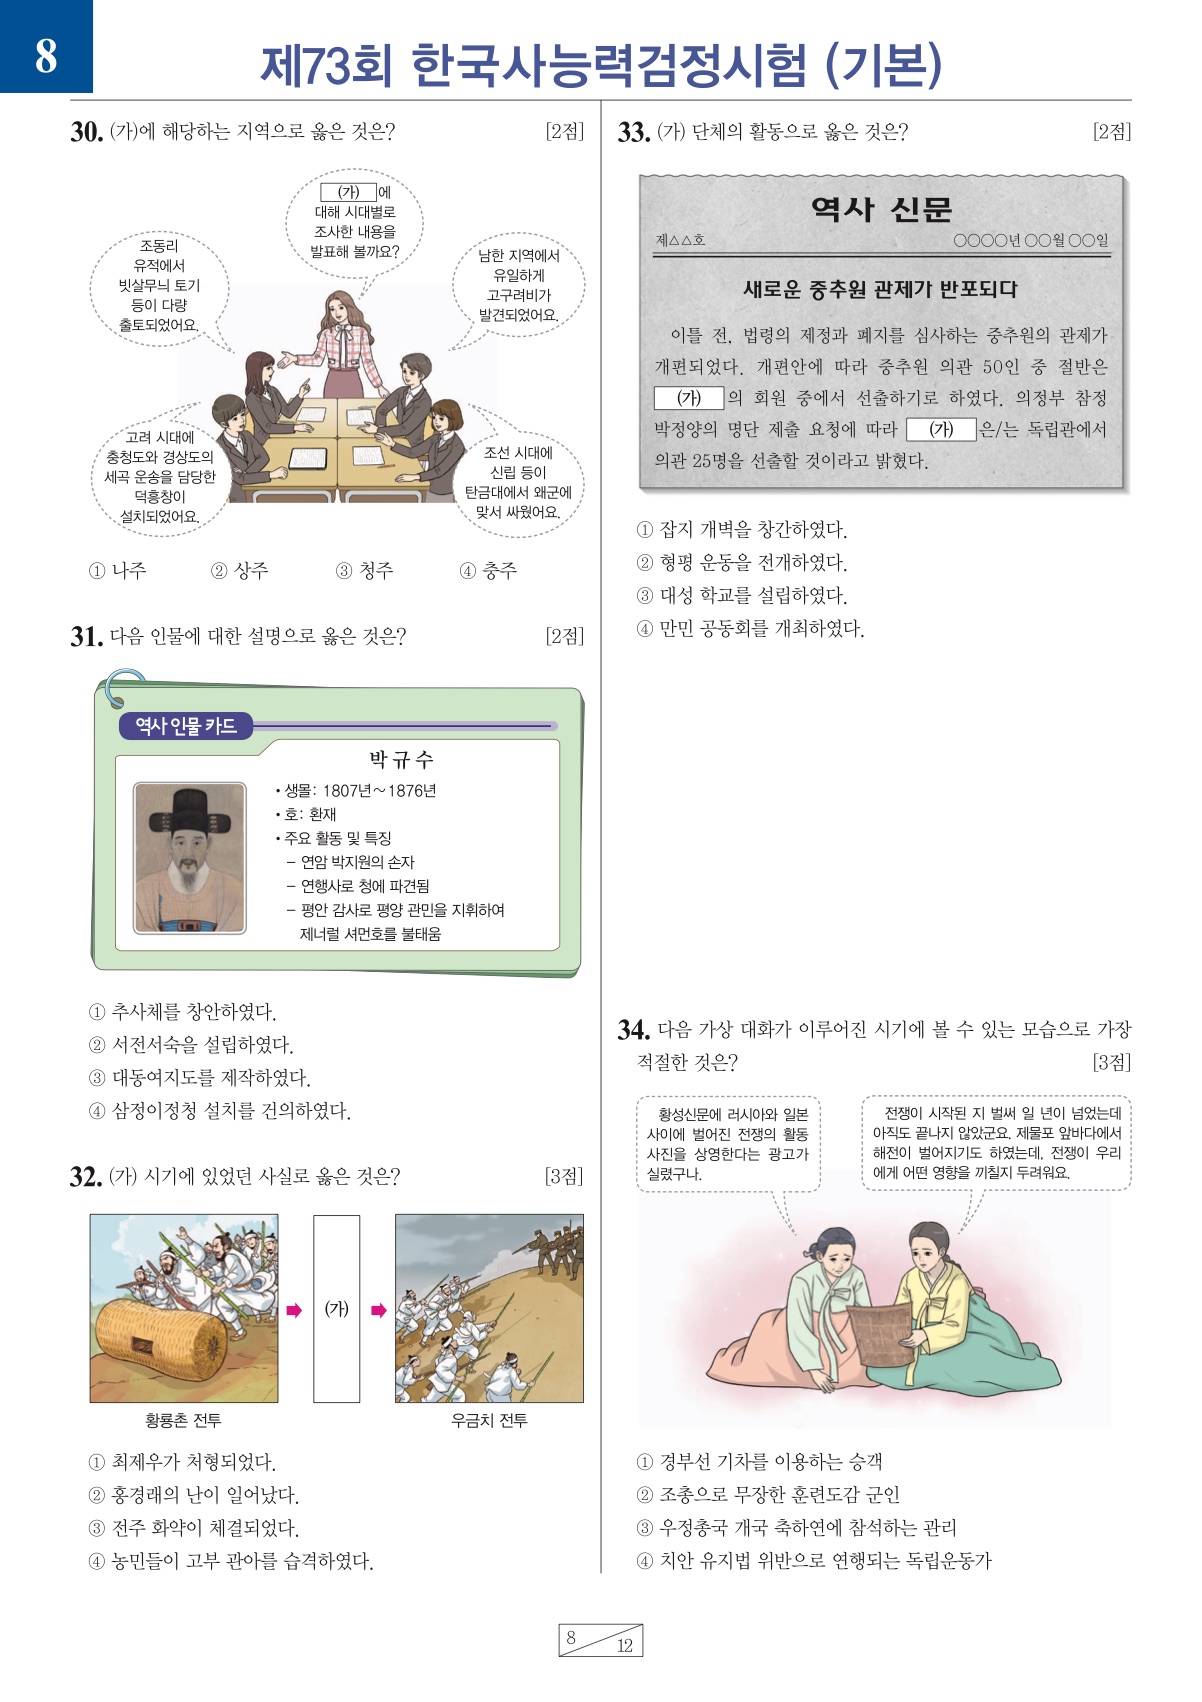 8
제73회 한국사능력검정시험 (기본)
30. (가)에 해당하는 지역으로 옳은 것은? [2점]
(가) 에
대해 시대별로
조사한 내용을
발표해 볼까요?
조동리
유적에서
빗살무늬 토기
등이 다량
출토되었어요.
남한 지역에서
유일하게
고구려비가
발견되었어요.
고려 시대에
충청도와 경상도의
세곡 운송을 담당한
덕흥창이
설치되었어요.
조선 시대에
신립 등이
탄금대에서 왜군에
맞서 싸웠어요.
① 나주 ② 상주 ③ 청주 ④ 충주
31. 다음 인물에 대한 설명으로 옳은 것은? [2점]
역사 인물 카드
박규수
• 생몰: 1807년~1876년
• 호: 환재
• 주요 활동 및 특징
- 연암 박지원의 손자
- 연행사로 청에 파견됨
- 평안 감사로 평양 관민을 지휘하여
제너럴 셔먼호를 불태움
① 추사체를 창안하였다.
② 서전서숙을 설립하였다.
③ 대동여지도를 제작하였다.
④ 삼정이정청 설치를 건의하였다.
32. (가) 시기에 있었던 사실로 옳은 것은? [3점]
(가)
황룡촌 전투 우금치 전투
① 최제우가 처형되었다.
② 홍경래의 난이 일어났다.
③ 전주 화약이 체결되었다.
④ 농민들이 고부 관아를 습격하였다.
33. (가) 단체의 활동으로 옳은 것은? [2점]
역사 신문
제△△호 ○○○○년 ○○월 ○○일
새로운 중추원 관제가 반포되다
이틀 전, 법령의 제정과 폐지를 심사하는 중추원의 관제가
개편되었다. 개편안에 따라 중추원 의관 50인 중 절반은
(가) 의 회원 중에서 선출하기로 하였다. 의정부 참정
박정양의 명단 제출 요청에 따라 (가) 은/는 독립관에서
의관 25명을 선출할 것이라고 밝혔다.
① 잡지 개벽을 창간하였다.
② 형평 운동을 전개하였다.
③ 대성 학교를 설립하였다.
④ 만민 공동회를 개최하였다.
34. 다음 가상 대화가 이루어진 시기에 볼 수 있는 모습으로 가장
적절한 것은? [3점]
황성신문에 러시아와 일본
사이에 벌어진 전쟁의 활동
사진을 상영한다는 광고가
실렸구나.
전쟁이 시작된 지 벌써 일 년이 넘었는데
아직도 끝나지 않았군요. 제물포 앞바다에서
해전이 벌어지기도 하였는데, 전쟁이 우리
에게 어떤 영향을 끼칠지 두려워요.
① 경부선 기차를 이용하는 승객
② 조총으로 무장한 훈련도감 군인
③ 우정총국 개국 축하연에 참석하는 관리
④ 치안 유지법 위반으로 연행되는 독립운동가
8 12